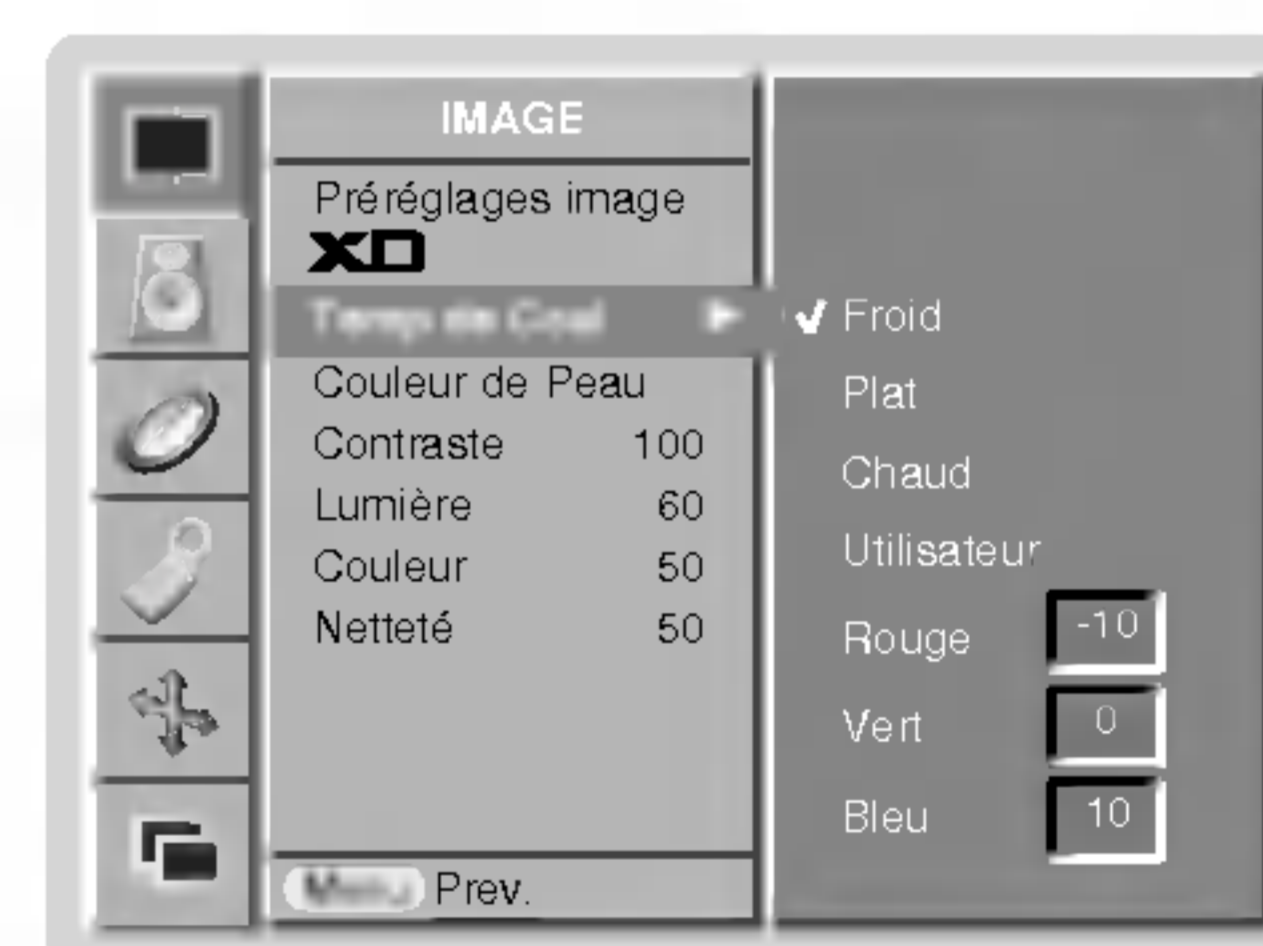 IMAGE
Préréglages image
XD
Froid
Couleur de Peau
Plat
Contraste 100
Chaud
Lumière 60
Utilisateur
Couleur 50
Netteté 50
Rouge -10
Vert 0
Bleu 10
Prev.